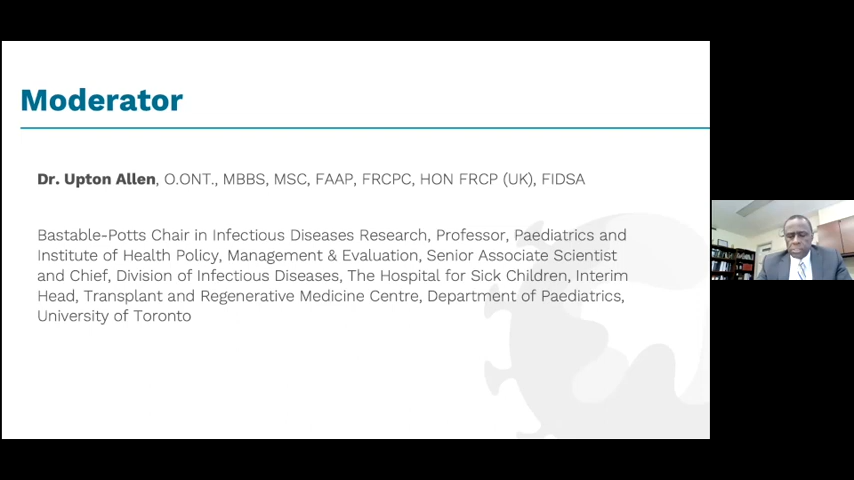 Moderator
Dr. Upton Allen, O.ONT., MBBS, MSC, FAAP, FRCPC, HON FRCP (UK), FIDSA
Bastable-Potts Chair in Infectious Diseases Research, Professor, Paediatrics and
Institute of Health Policy, Management & Evaluation, Senior Associate Scientist
and Chief, Division of Infectious Diseases, The Hospital for Sick Children, Interim
Head, Transplant and Regenerative Medicine Centre, Department of Paediatrics,
University of Toronto